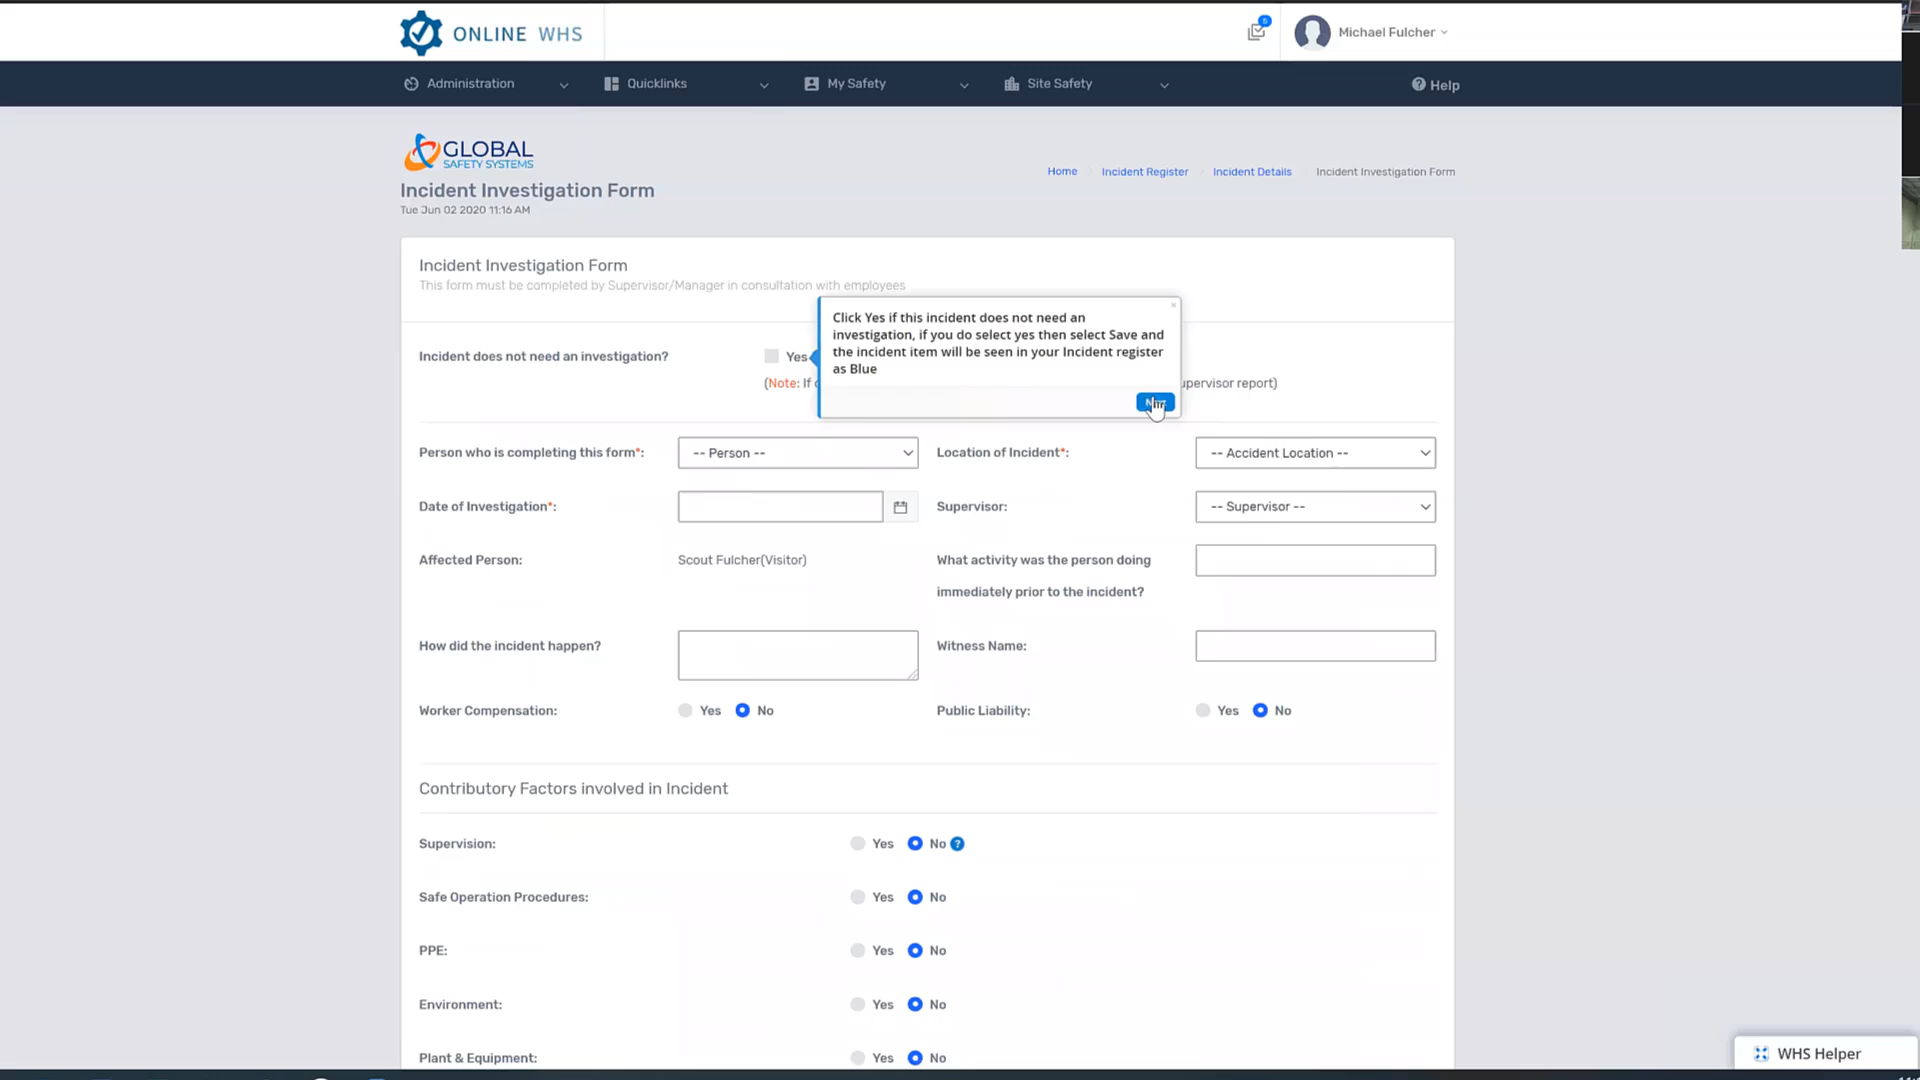 ONLINE WHS
5
Michael Fulcher
Administration
Quicklinks
My Safety
Site Safety
Help
GLOBAL
SAFETY SYSTEMS
Incident Investigation Form
Tue Jun 02 2020 11:16 AM
Home
Incident Register
Incident Details
Incident Investigation Form
Incident Investigation Form
This form must be completed by Supervisor/Manager in consultation with employees
Click Yes if this incident does not need an
investigation, if you do select yes then select Save and
the incident item will be seen in your Incident register
as Blue
Incident does not need an investigation?
Yes
(Note: If
upervisor report)
Person who is completing this form*:
-- Person --
Location of Incident*:
-- Accident Location --
Date of Investigation*:
Supervisor:
-- Supervisor --
Affected Person:
Scout Fulcher(Visitor)
What activity was the person doing
immediately prior to the incident?
How did the incident happen?
Witness Name:
Worker Compensation:
Yes
No
Public Liability:
Yes
No
Contributory Factors involved in Incident
Supervision:
Yes
No
?
Safe Operation Procedures:
Yes
No
PPE:
Yes
No
Environment:
Yes
No
Plant & Equipment:
Yes
No
WHS Helper